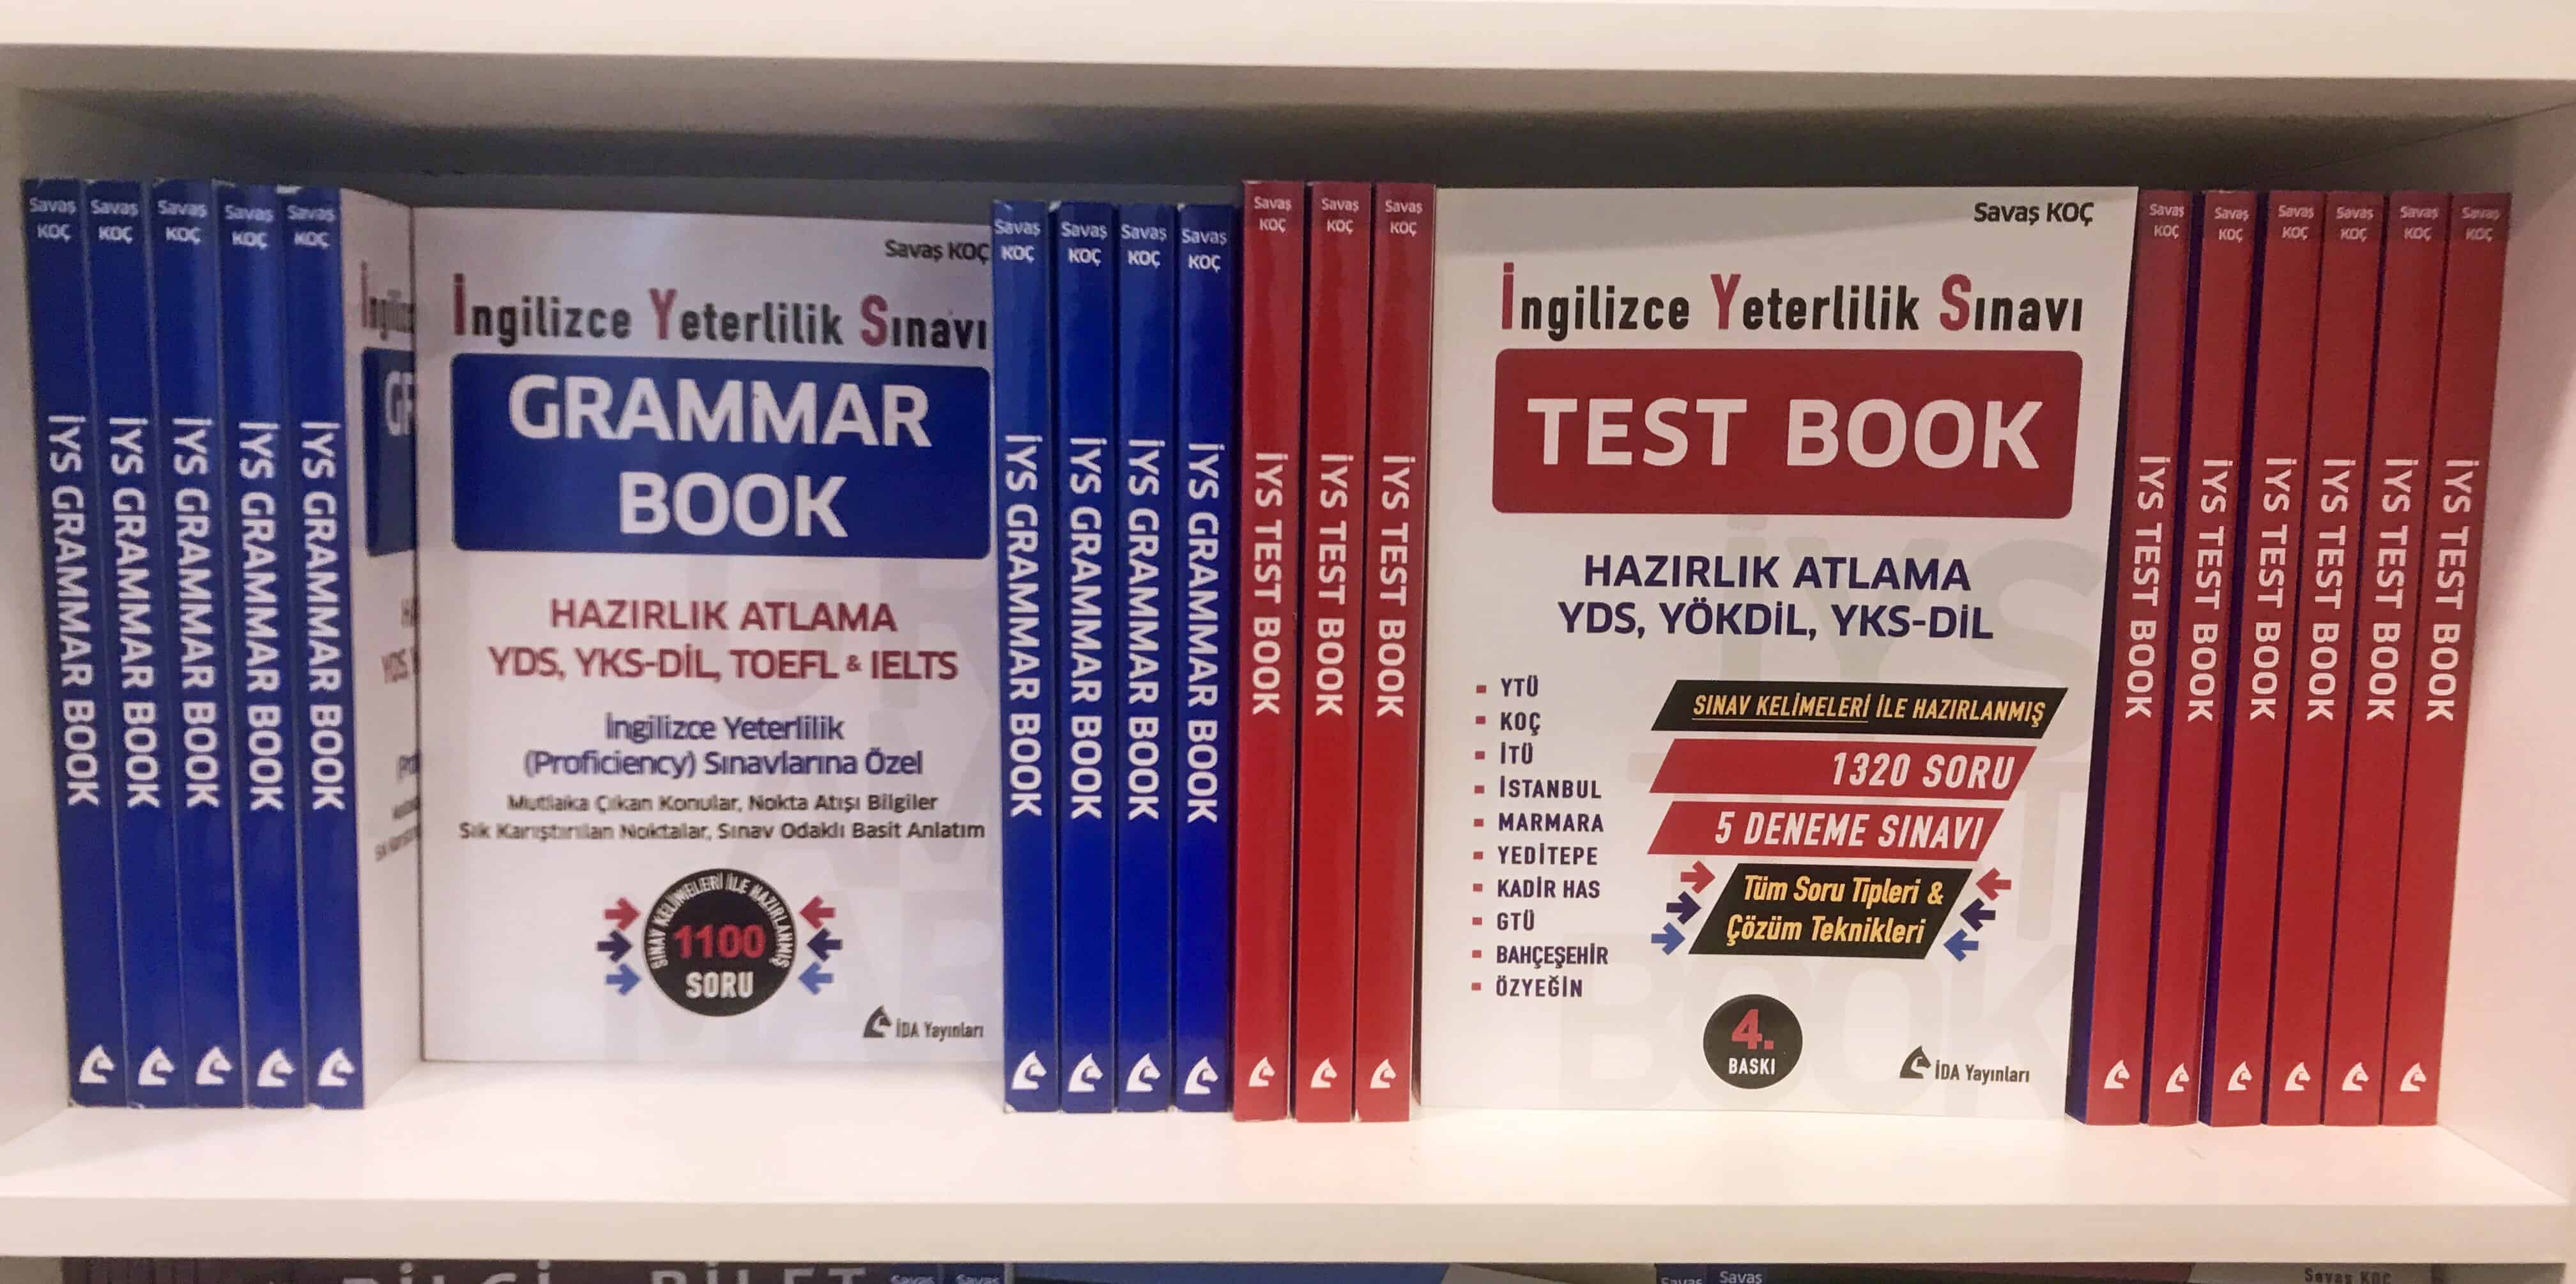 Savaş
KOÇ
İYS GRAMMAR BOOK
Savaş
KOÇ
İYS GRAMMAR BOOK
Savaş
KOÇ
İYS GRAMMAR BOOK
Savaş
KOÇ
İYS GRAMMAR BOOK
Savaş
KOÇ
İYS GRAMMAR BOOK
Savaş KOÇ
İngilizce Yeterlilik Sınavı
GRAMMAR
BOOK
HAZIRLIK ATLAMA
YDS, YKS-DİL, TOEFL & IELTS
İngilizce Yeterlilik
(Proficiency) Sınavlarına Özel
Mutlaka Çıkan Konular, Nokta Atışı Bilgiler
Sık Karıştırılan Noktalar, Sınav Odaklı Basit Anlatım
SINAV KELİMELERİ İLE HAZIRLANMIŞ
1100
SORU
İDA Yayınları
Savaş
KOÇ
İYS GRAMMAR BOOK
Savaş
KOÇ
İYS GRAMMAR BOOK
Savaş
KOÇ
İYS GRAMMAR BOOK
Savaş
KOÇ
İYS GRAMMAR BOOK
Savaş
KOÇ
İYS TEST BOOK
Savaş
KOÇ
İYS TEST BOOK
Savaş
KOÇ
İYS TEST BOOK
Savaş KOÇ
İngilizce Yeterlilik Sınavı
TEST BOOK
HAZIRLIK ATLAMA
YDS, YÖKDİL, YKS-DİL
YTÜ
KOÇ
İTÜ
İSTANBUL
MARMARA
YEDİTEPE
KADİR HAS
GTÜ
BAHÇEŞEHİR
ÖZYEĞİN
SINAV KELİMELERİ İLE HAZIRLANMIŞ
1320 SORU
5 DENEME SINAVI
Tüm Soru Tipleri &
Çözüm Teknikleri
4.
BASKI
İDA Yayınları
Savaş
KOÇ
İYS TEST BOOK
Savaş
KOÇ
İYS TEST BOOK
Savaş
KOÇ
İYS TEST BOOK
Savaş
KOÇ
İYS TEST BOOK
Savaş
KOÇ
İYS TEST BOOK
Savaş
KOÇ
İYS TEST BOOK
Savaş
Savaş
Savaş
Savaş
Savaş KOÇ